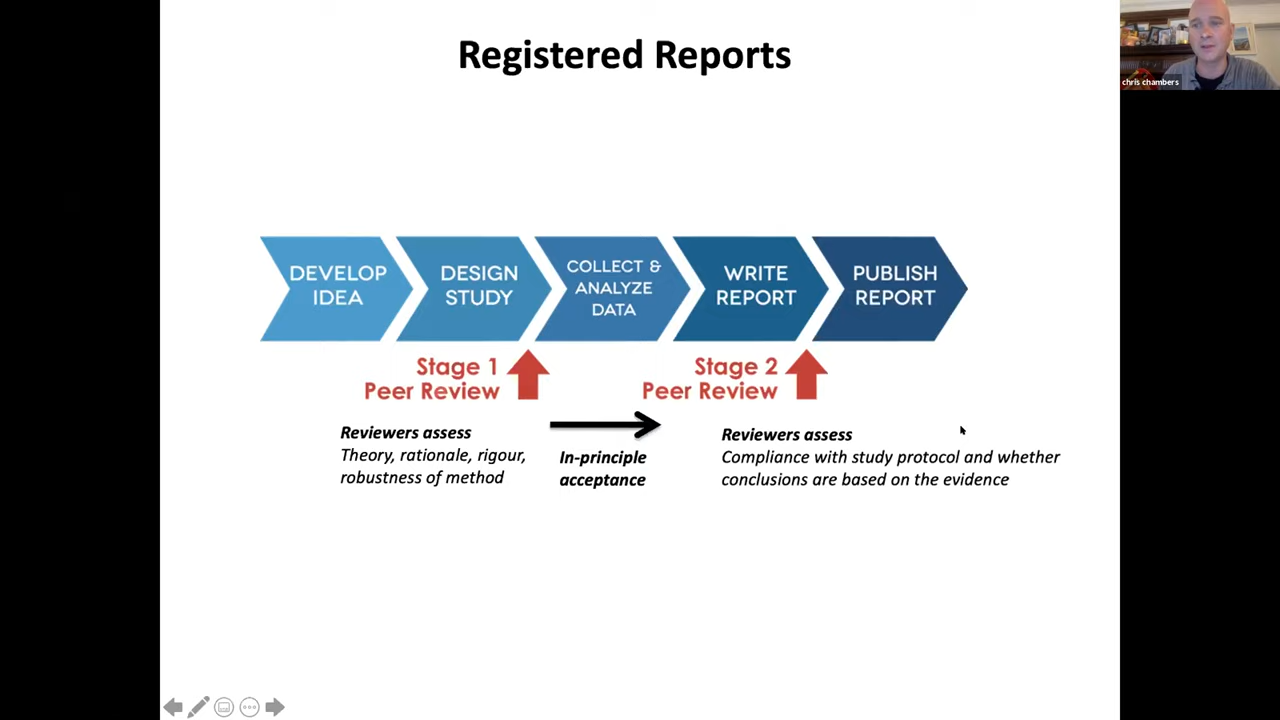 Registered Reports
chris chambers
DEVELOP
IDEA
DESIGN
STUDY
COLLECT &
ANALYZE
DATA
WRITE
REPORT
PUBLISH
REPORT
Stage 1
Peer Review
Stage 2
Peer Review
Reviewers assess
Theory, rationale, rigour,
robustness of method
In-principle
acceptance
Reviewers assess
Compliance with study protocol and whether
conclusions are based on the evidence